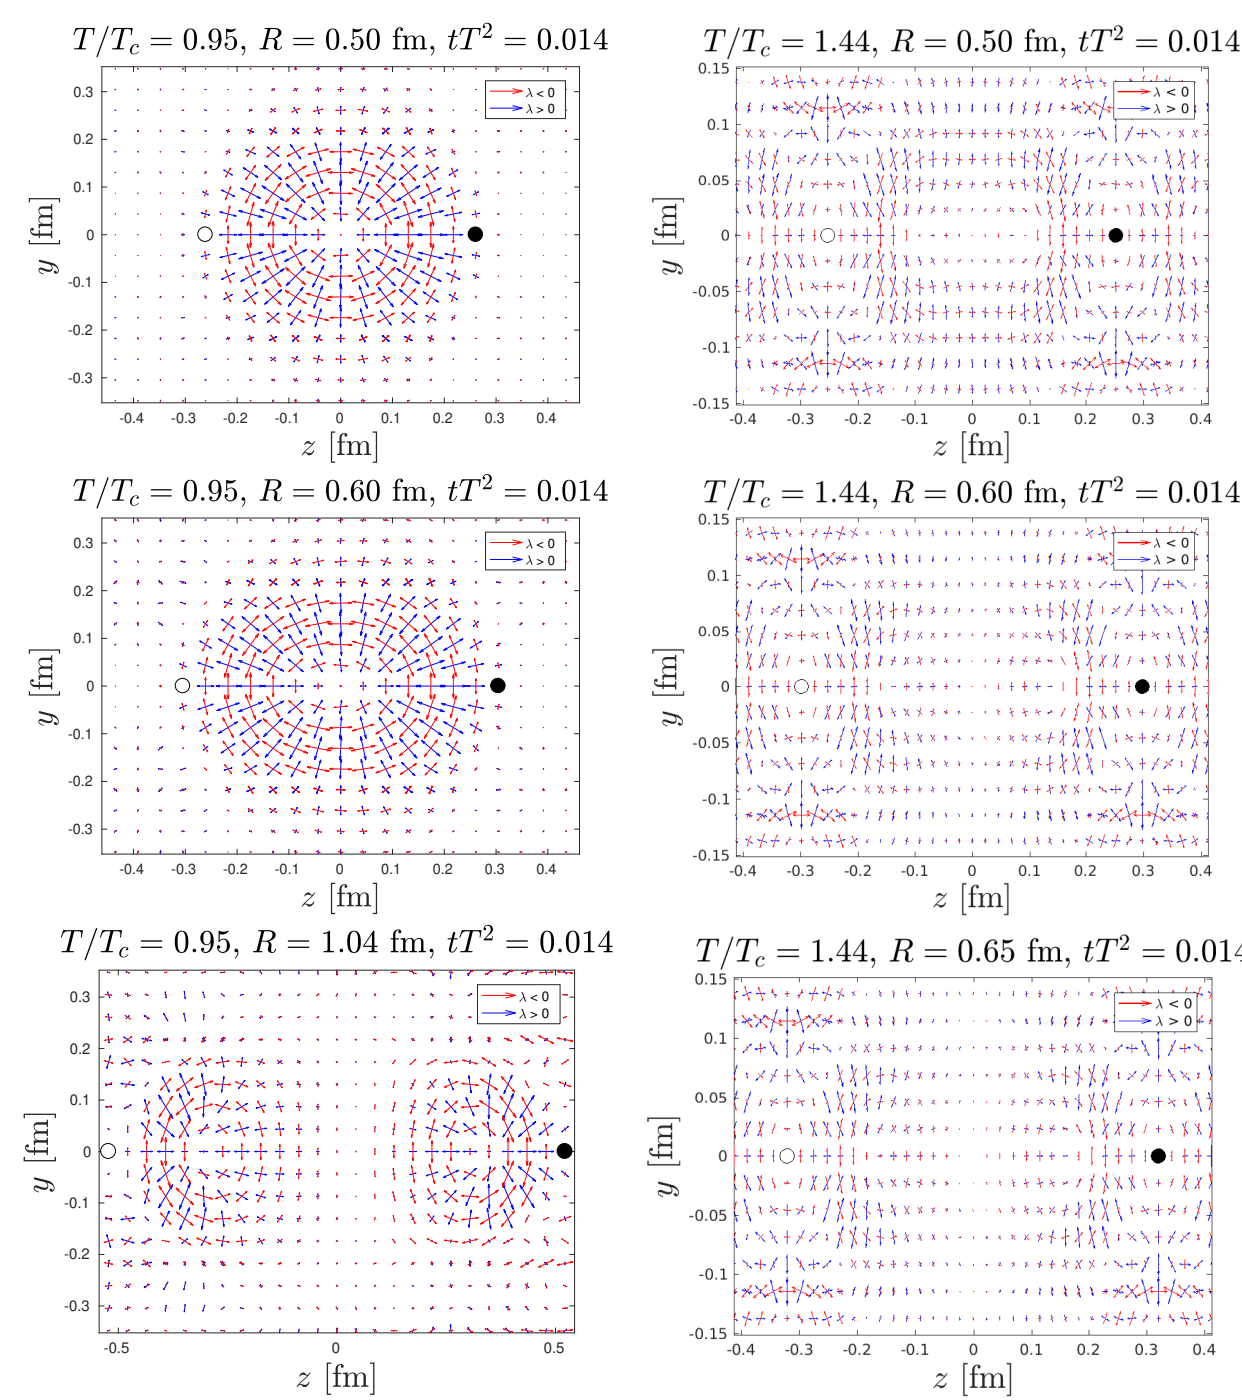 T/T_c = 0.95, R = 0.50 fm, tT² = 0.014
λ < 0
λ > 0
0.3
0.2
0.1
0
-0.1
-0.2
-0.3
y [fm]
-0.4 -0.3 -0.2 -0.1 0 0.1 0.2 0.3 0.4
z [fm]
T/T_c = 1.44, R = 0.50 fm, tT² = 0.014
λ < 0
λ > 0
0.15
0.1
0.05
0
-0.05
-0.1
-0.15
y [fm]
-0.4 -0.3 -0.2 -0.1 0 0.1 0.2 0.3 0.4
z [fm]
T/T_c = 0.95, R = 0.60 fm, tT² = 0.014
λ < 0
λ > 0
0.3
0.2
0.1
0
-0.1
-0.2
-0.3
y [fm]
-0.4 -0.3 -0.2 -0.1 0 0.1 0.2 0.3 0.4
z [fm]
T/T_c = 1.44, R = 0.60 fm, tT² = 0.014
λ < 0
λ > 0
0.15
0.1
0.05
0
-0.05
-0.1
-0.15
y [fm]
-0.4 -0.3 -0.2 -0.1 0 0.1 0.2 0.3 0.4
z [fm]
T/T_c = 0.95, R = 1.04 fm, tT² = 0.014
λ < 0
λ > 0
0.3
0.2
0.1
0
-0.1
-0.2
-0.3
y [fm]
-0.5 0 0.5
z [fm]
T/T_c = 1.44, R = 0.65 fm, tT² = 0.014
λ < 0
λ > 0
0.15
0.1
0.05
0
-0.05
-0.1
-0.15
y [fm]
-0.4 -0.3 -0.2 -0.1 0 0.1 0.2 0.3 0.4
z [fm]